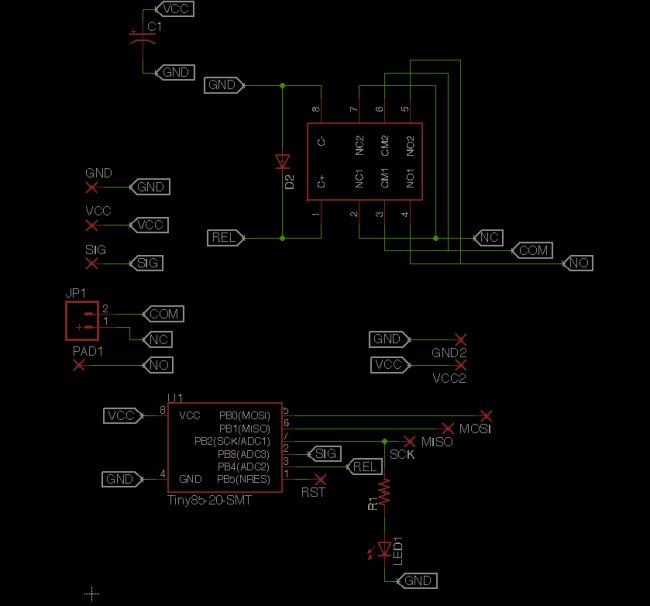 VCC
+
C1
GND
GND
8
7
6
5
C-
NC2
CM2
NO2
D2
C+
NC1
CM1
NO1
1
2
3
4
REL
NC
COM
NO
GND
GND
VCC
VCC
SIG
SIG
JP1
2
COM
1
NC
PAD1
NO
GND
GND2
VCC
VCC2
U1
VCC
8
VCC
PB0(MOSI)
5
MOSI
PB1(MISO)
6
MISO
PB2(SCK/ADC1)
7
SCK
PB3(ADC3)
2
SIG
PB4(ADC2)
3
REL
GND
4
GND
PB5(NRES)
1
RST
Tiny85-20-SMT
R1
LED1
GND